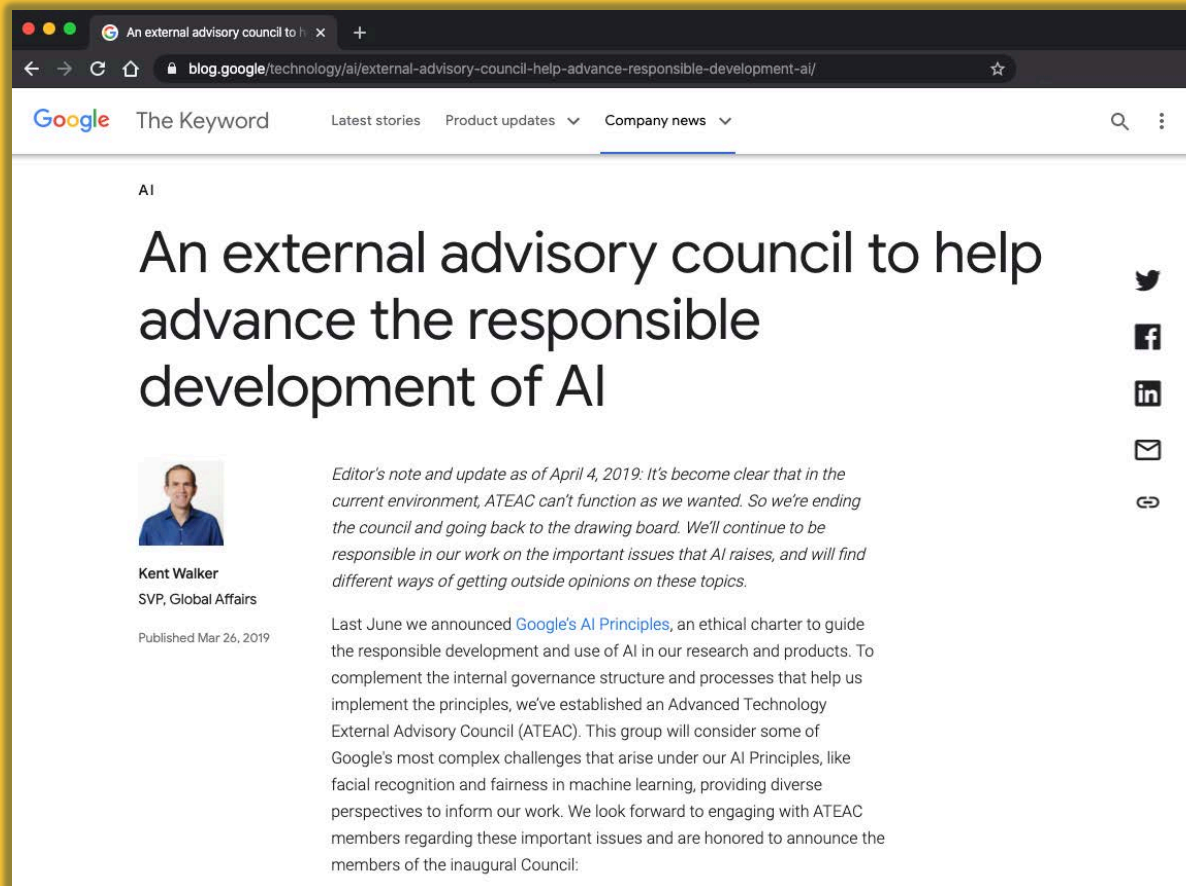 An external advisory council to h
blog.google/technology/ai/external-advisory-council-help-advance-responsible-development-ai/
Google The Keyword Latest stories Product updates Company news
AI
An external advisory council to help
advance the responsible
development of AI
Kent Walker
SVP, Global Affairs
Published Mar 26, 2019
Editor's note and update as of April 4, 2019: It's become clear that in the
current environment, ATEAC can't function as we wanted. So we're ending
the council and going back to the drawing board. We'll continue to be
responsible in our work on the important issues that AI raises, and will find
different ways of getting outside opinions on these topics.
Last June we announced Google's AI Principles, an ethical charter to guide
the responsible development and use of AI in our research and products. To
complement the internal governance structure and processes that help us
implement the principles, we've established an Advanced Technology
External Advisory Council (ATEAC). This group will consider some of
Google's most complex challenges that arise under our AI Principles, like
facial recognition and fairness in machine learning, providing diverse
perspectives to inform our work. We look forward to engaging with ATEAC
members regarding these important issues and are honored to announce the
members of the inaugural Council: